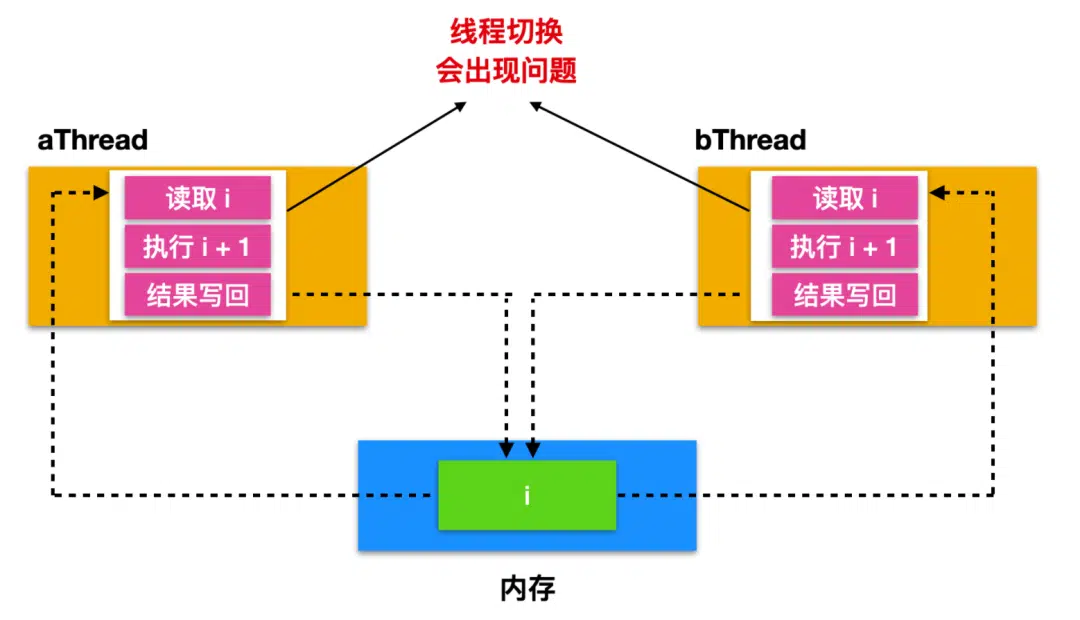 线程切换
会出现问题
aThread
bThread
读取 i
执行 i + 1
结果写回
读取 i
执行 i + 1
结果写回
i
内存